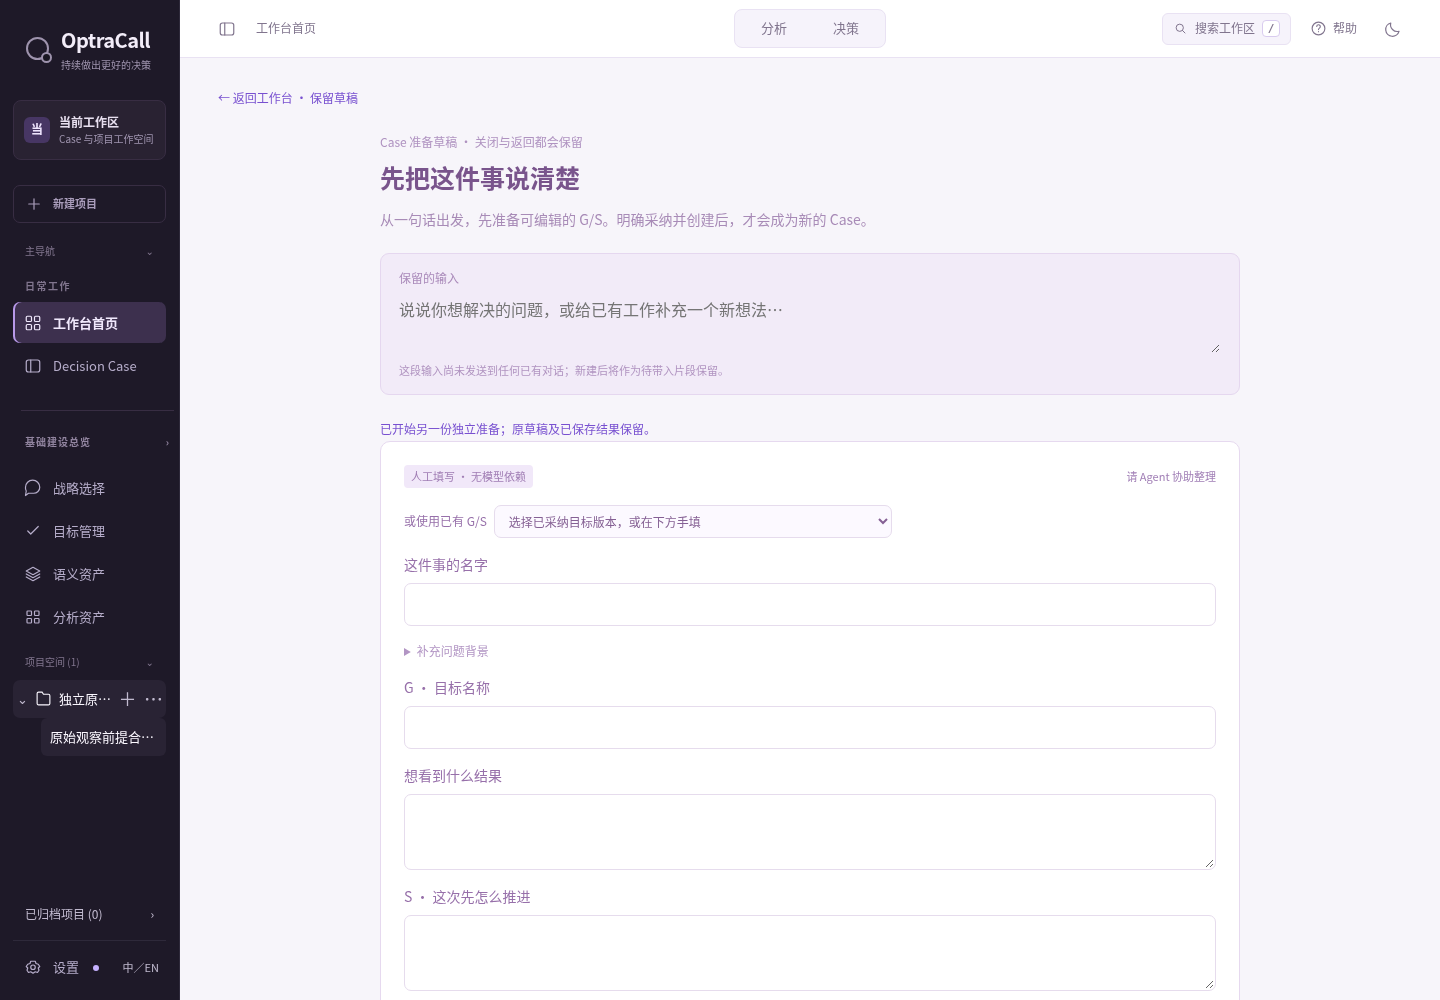 OptraCall
持续做出更好的决策
当
当前工作区
Case 与项目工作空间
新建项目
主导航
日常工作
工作台首页
Decision Case
基础建设总览
战略选择
目标管理
语义资产
分析资产
项目空间 (1)
独立原…
原始观察前提合…
已归档项目 (0)
设置
中／EN
工作台首页
分析
决策
搜索工作区
/
帮助
← 返回工作台 · 保留草稿
Case 准备草稿 · 关闭与返回都会保留
先把这件事说清楚
从一句话出发，先准备可编辑的 G/S。明确采纳并创建后，才会成为新的 Case。
保留的输入
说说你想解决的问题，或给已有工作补充一个新想法…
这段输入尚未发送到任何已有对话；新建后将作为待带入片段保留。
已开始另一份独立准备；原草稿及已保存结果保留。
人工填写 · 无模型依赖
请 Agent 协助整理
或使用已有 G/S
选择已采纳目标版本，或在下方手填
这件事的名字
补充问题背景
G · 目标名称
想看到什么结果
S · 这次先怎么推进